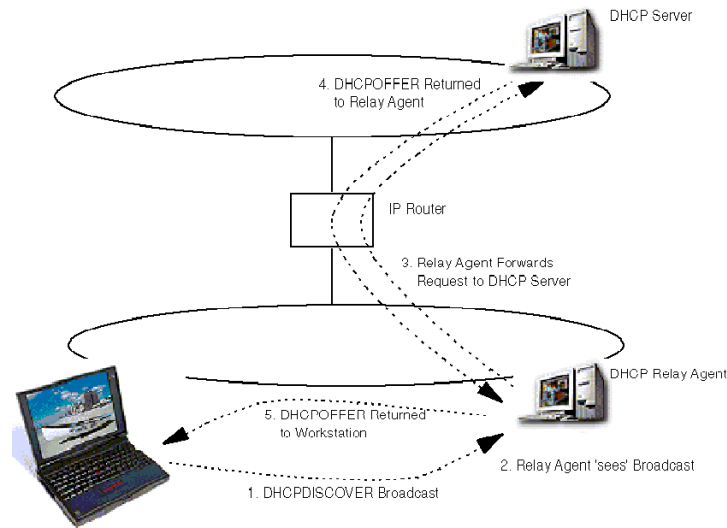 DHCP Server
4. DHCPOFFER Returned
to Relay Agent
IP Router
3. Relay Agent Forwards
Request to DHCP Server
DHCP Relay Agent
5. DHCPOFFER Returned
to Workstation
2. Relay Agent 'sees' Broadcast
1. DHCPDISCOVER Broadcast